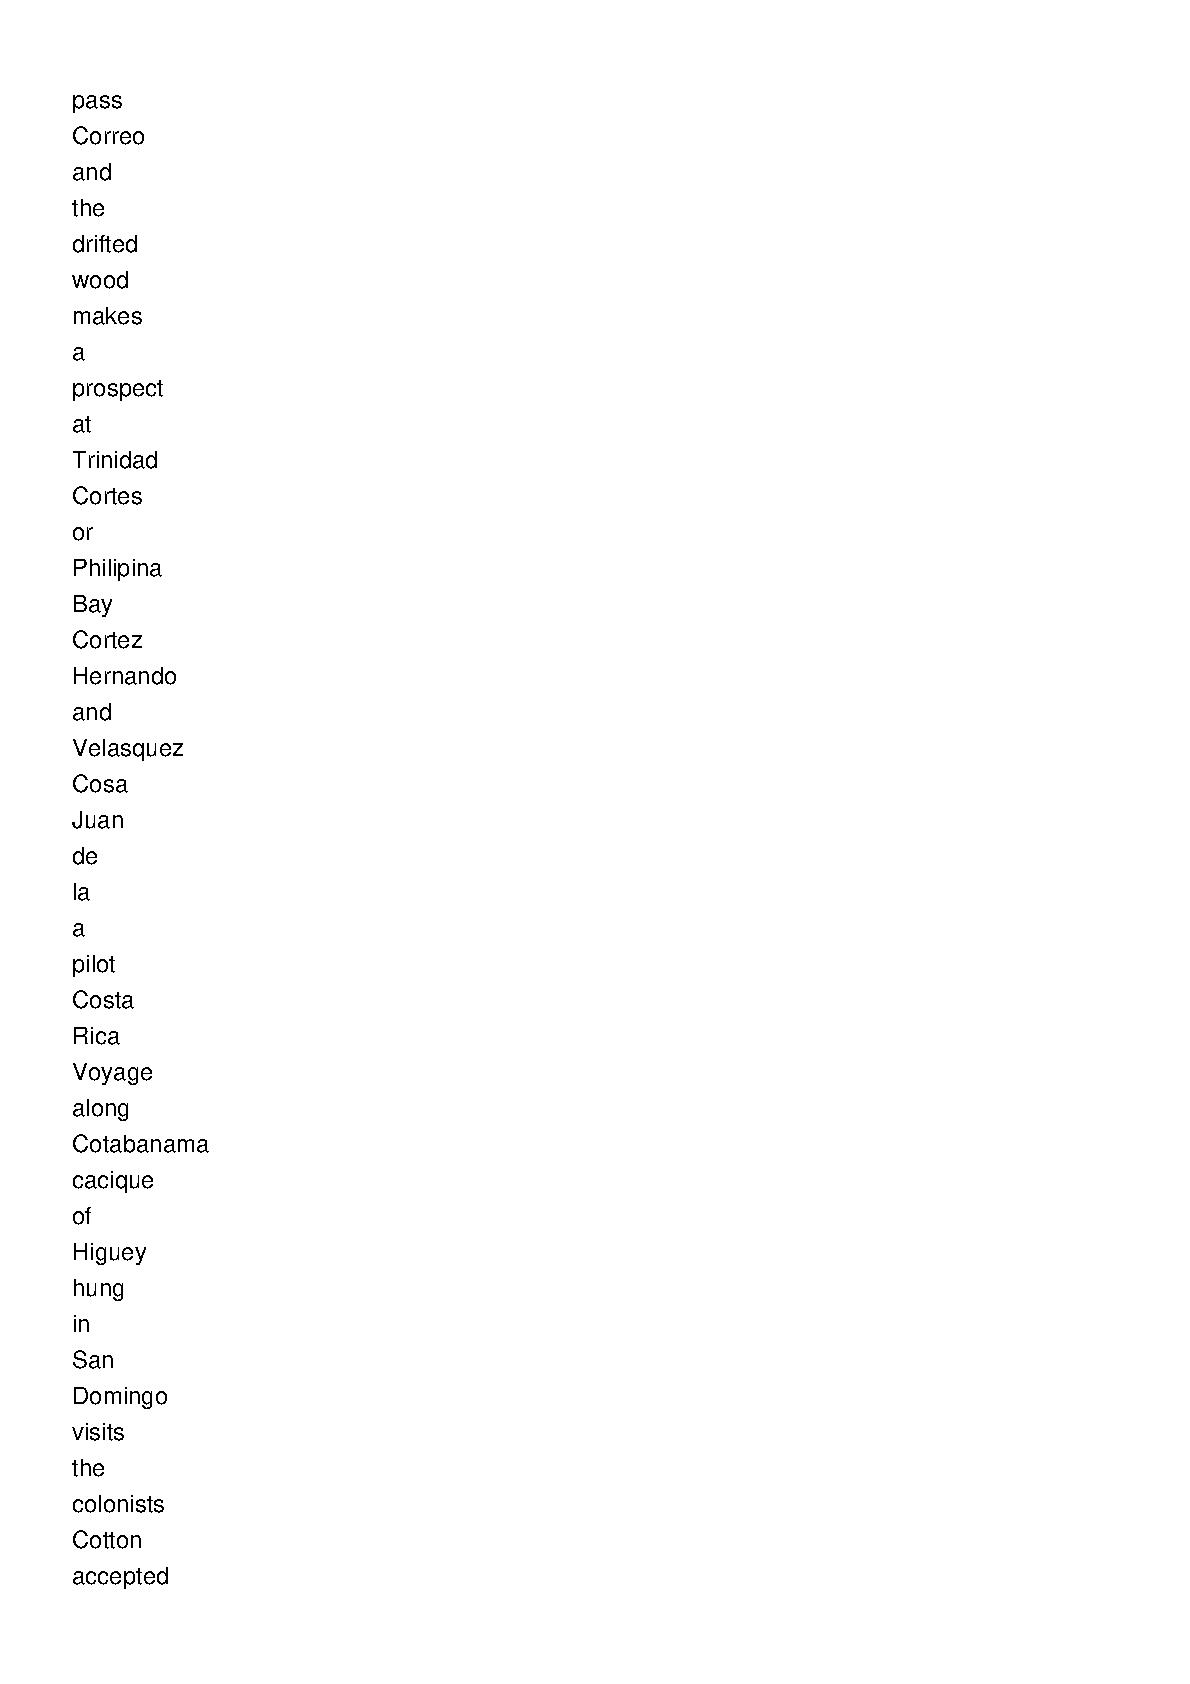 pass
Correo
and
the
drifted
wood
makes
a
prospect
at
Trinidad
Cortes
or
Philipina
Bay
Cortez
Hernando
and
Velasquez
Cosa
Juan
de
la
a
pilot
Costa
Rica
Voyage
along
Cotabanama
cacique
of
Higuey
hung
in
San
Domingo
visits
the
colonists
Cotton
accepted